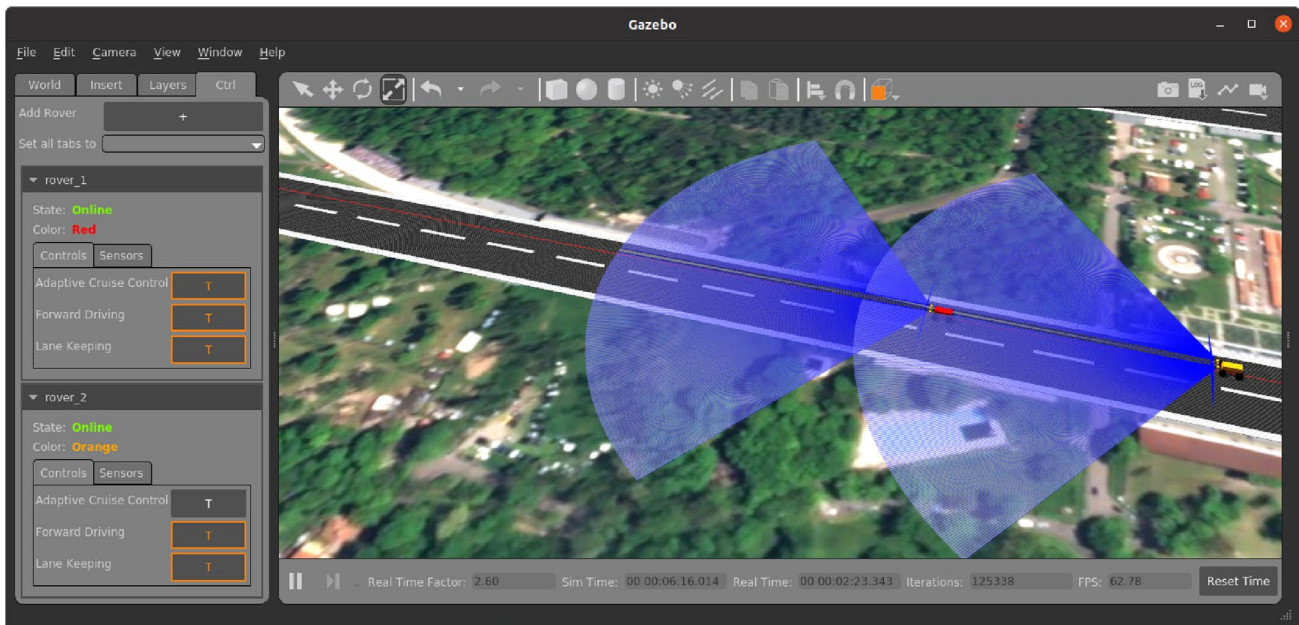 Gazebo
File Edit Camera View Window Help
World Insert Layers Ctrl
LOG
Add Rover +
Set all tabs to
rover_1
State: Online
Color: Red
Controls Sensors
Adaptive Cruise Control T
Forward Driving T
Lane Keeping T
rover_2
State: Online
Color: Orange
Controls Sensors
Adaptive Cruise Control T
Forward Driving T
Lane Keeping T
Real Time Factor: 2.60 Sim Time: 00 00:06:16.014 Real Time: 00 00:02:23.343 Iterations: 125338 FPS: 62.78 Reset Time